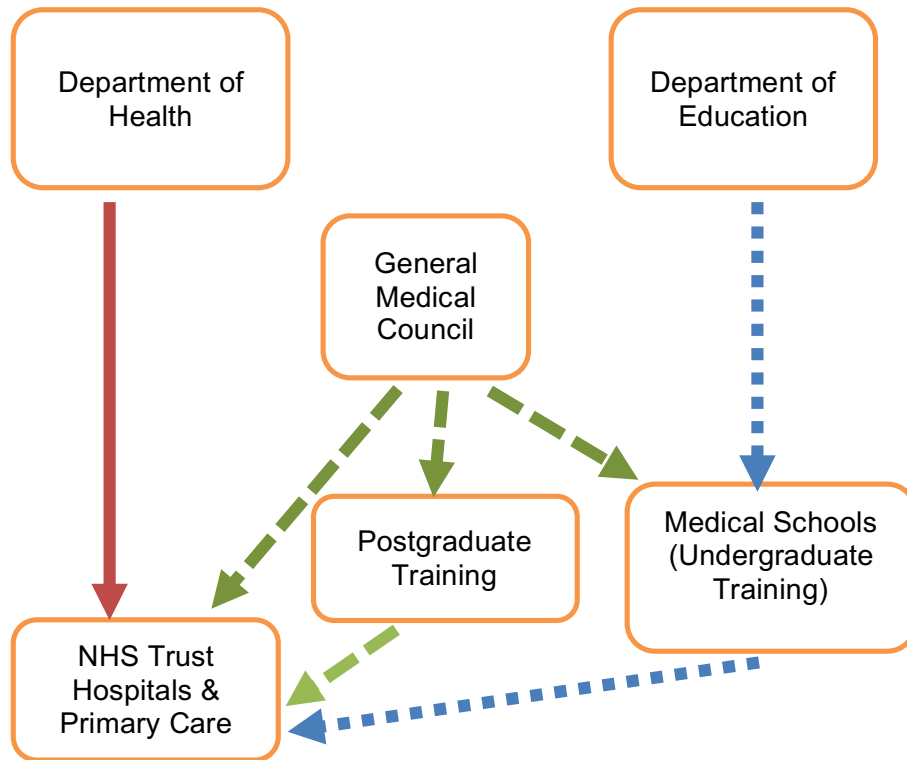 Department of
Health
Department of
Education
General
Medical
Council
Postgraduate
Training
Medical Schools
(Undergraduate
Training)
NHS Trust
Hospitals &
Primary Care